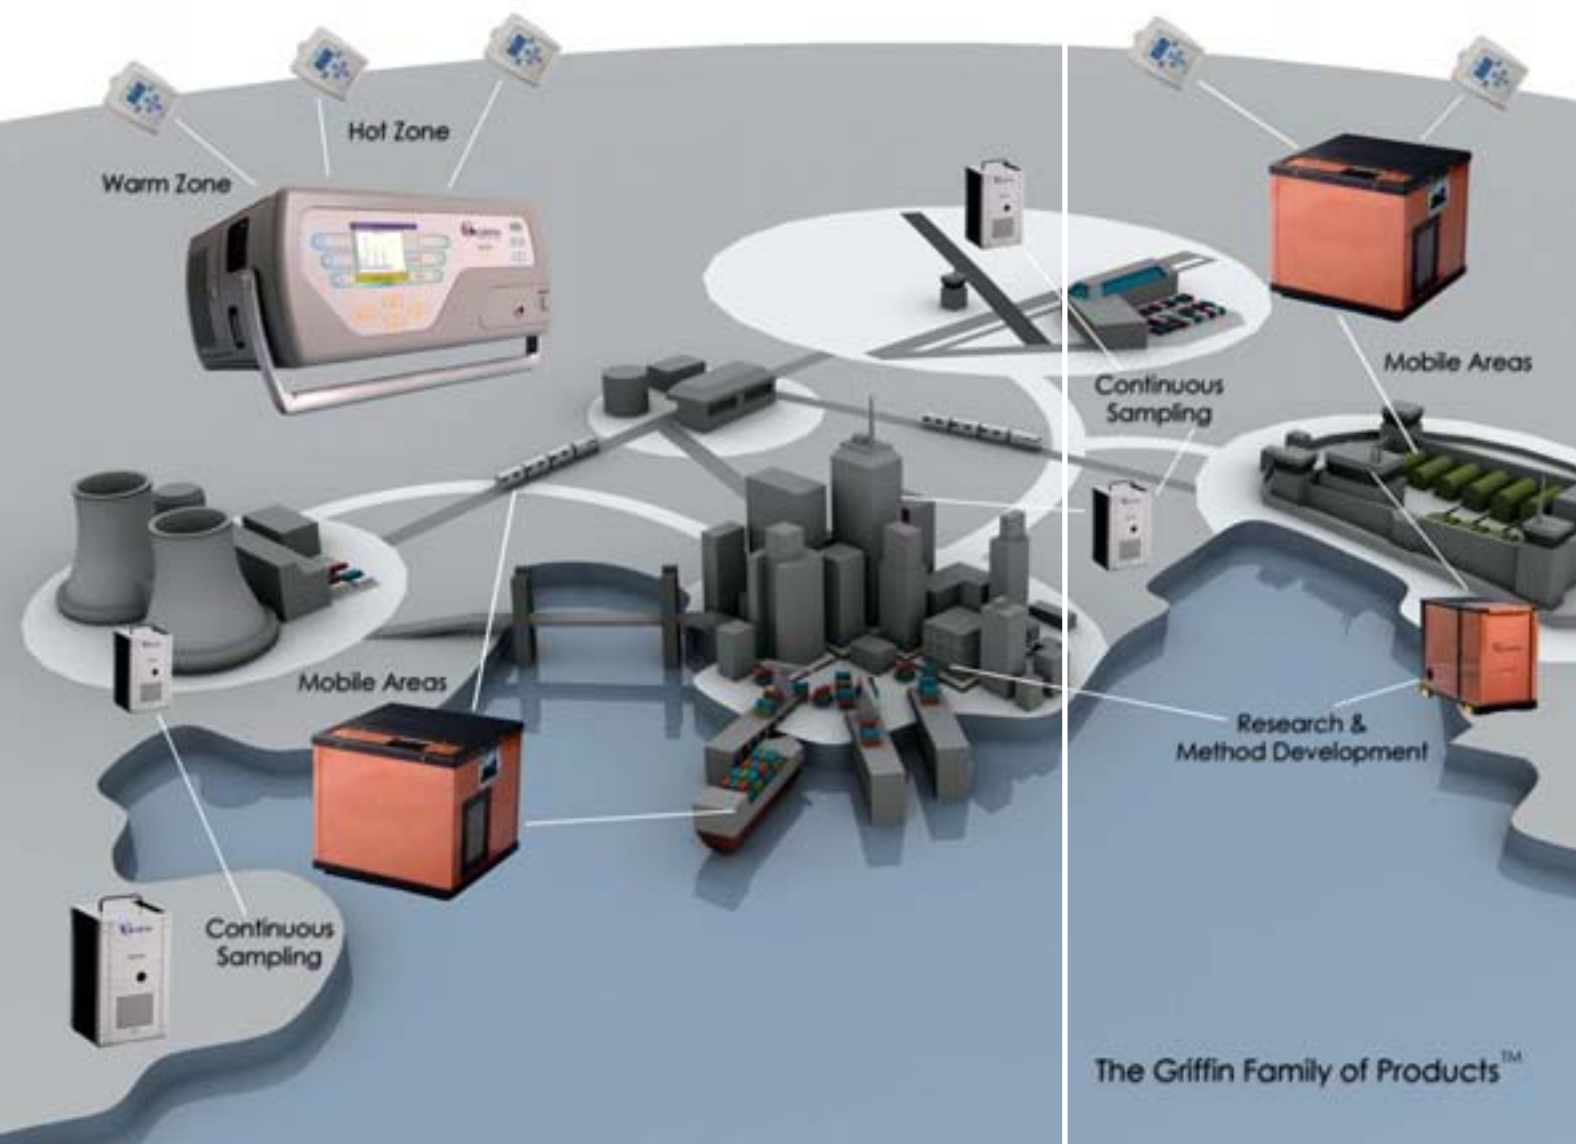 Hot Zone
Warm Zone
Mobile Areas
Continuous
Sampling
Mobile Areas
Research &
Method Development
Continuous
Sampling
The Griffin Family of Products™